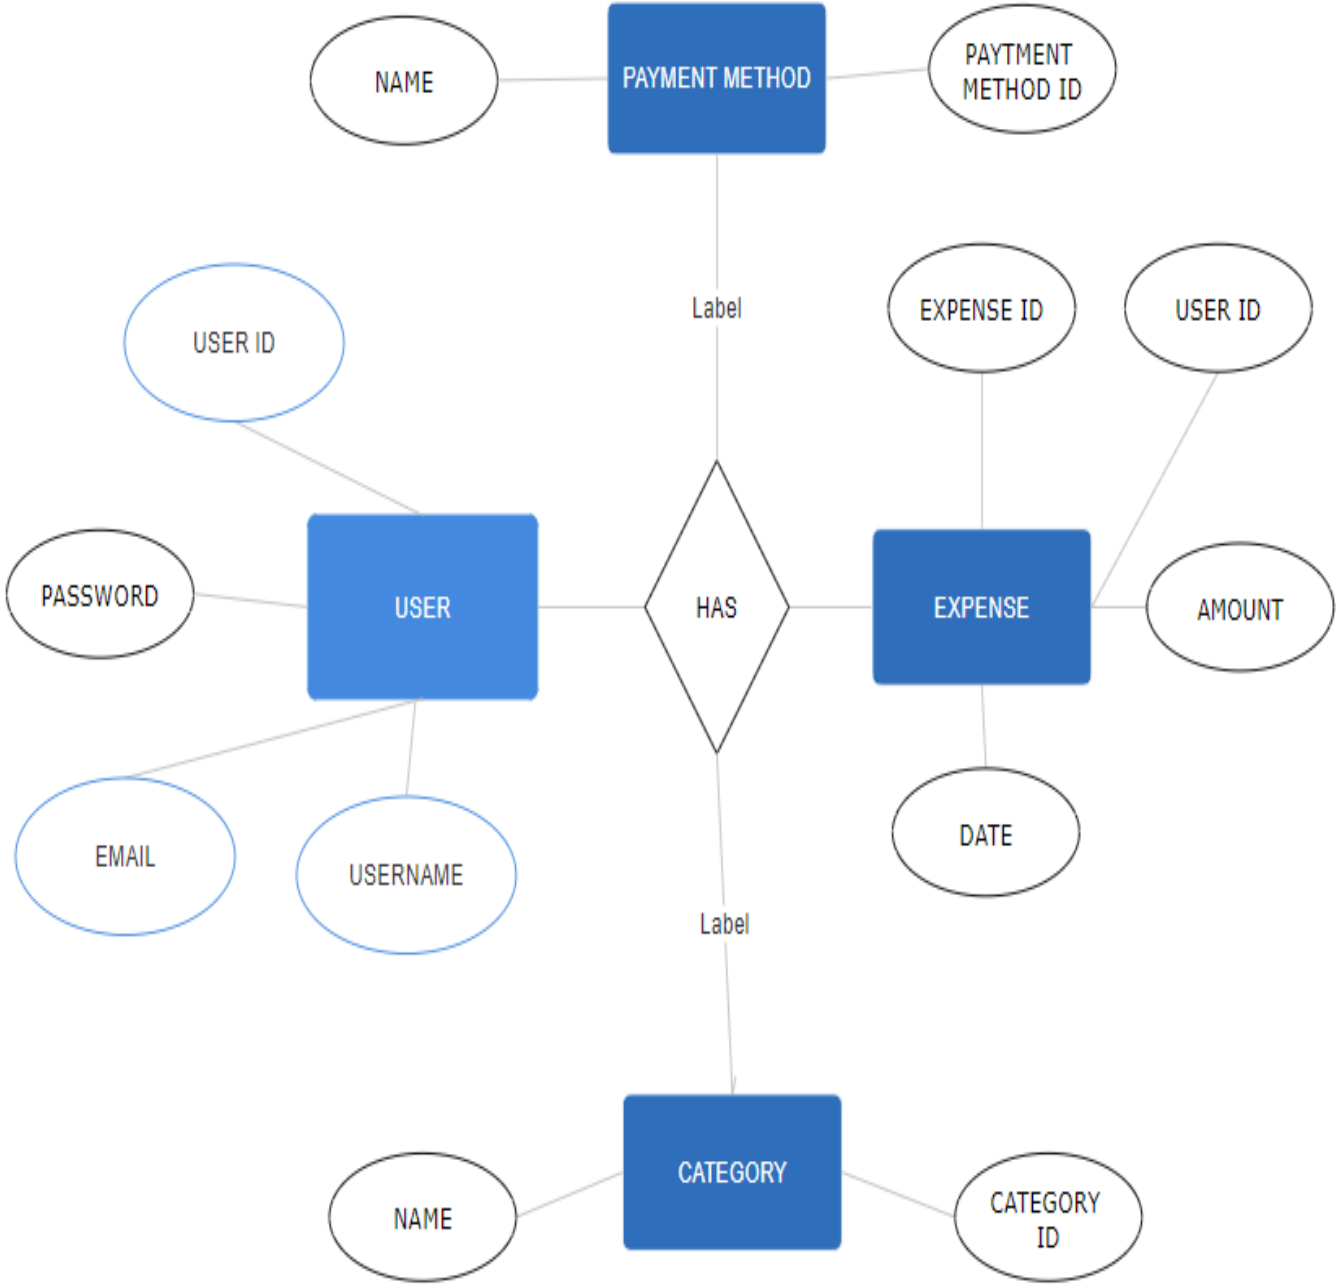 NAME
PAYMENT METHOD
PAYTMENT
METHOD ID
Label
EXPENSE ID
USER ID
USER ID
PASSWORD
USER
HAS
EXPENSE
AMOUNT
EMAIL
USERNAME
DATE
Label
CATEGORY
NAME
CATEGORY
ID